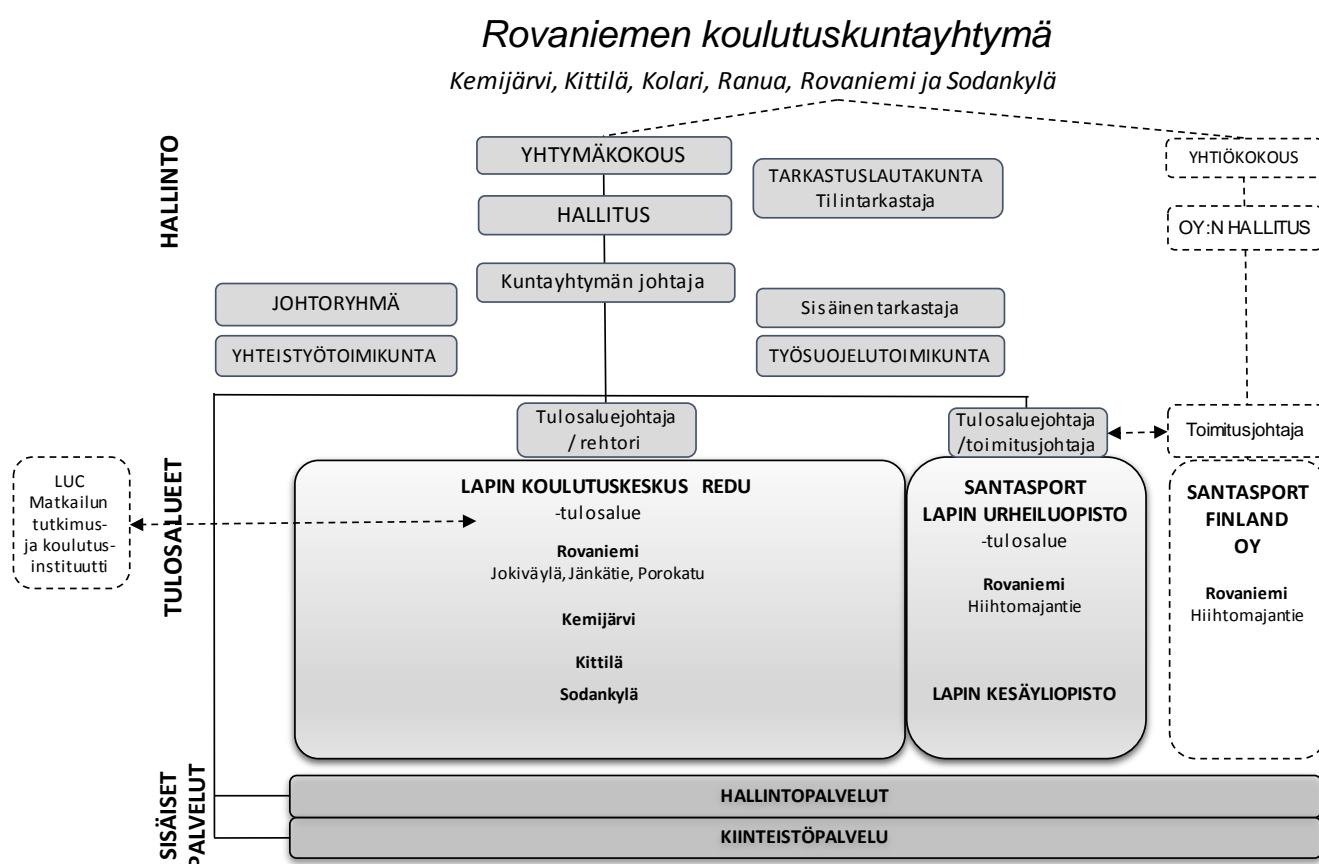 Rovaniemen koulutuskuntayhtymä
Kemijärvi, Kittilä, Kolari, Ranua, Rovaniemi ja Sodankylä
HALLINTO
YHTYMÄKOKOUS
TARKASTUSLAUTAKUNTA
Tilintarkastaja
YHTIÖKOKOUS
HALLITUS
OY:N HALLITUS
Kuntayhtymän johtaja
JOHTORYHMÄ
Sisäinen tarkastaja
YHTEISTYÖTOIMIKUNTA
TYÖSUOJELUTOIMIKUNTA
TULOSALUEET
Tulosaluejohtaja
/ rehtori
Tulosaluejohtaja
/toimitusjohtaja
Toimitusjohtaja
LUC
Matkailun
tutkimus-
ja koulutus-
instituutti
LAPIN KOULUTUSKESKUS REDU
-tulosalue
Rovaniemi
Jokiväylä, Jänkätie, Porokatu
Kemijärvi
Kittilä
Sodankylä
SANTASPORT
LAPIN URHEILUOPISTO
-tulosalue
Rovaniemi
Hiihtomajantie
LAPIN KESÄYLIOPISTO
SANTASPORT
FINLAND
OY
Rovaniemi
Hiihtomajantie
SISÄISET
PALVELUT
HALLINTOPALVELUT
KIINTEISTÖPALVELU